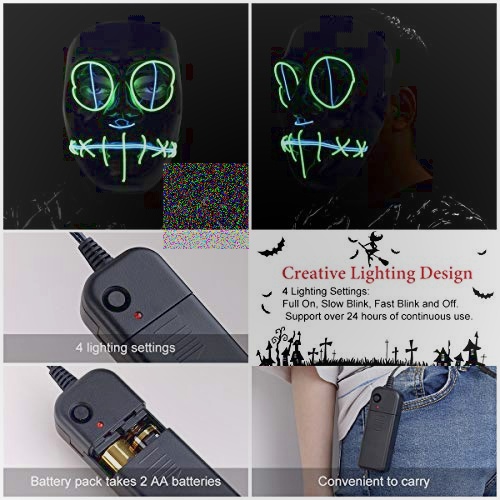 Creative Lighting Design
4 Lighting Settings:
Full On, Slow Blink, Fast Blink and Off.
Support over 24 hours of continuous use.
4 lighting settings
Battery pack takes 2 AA batteries
Convenient to carry